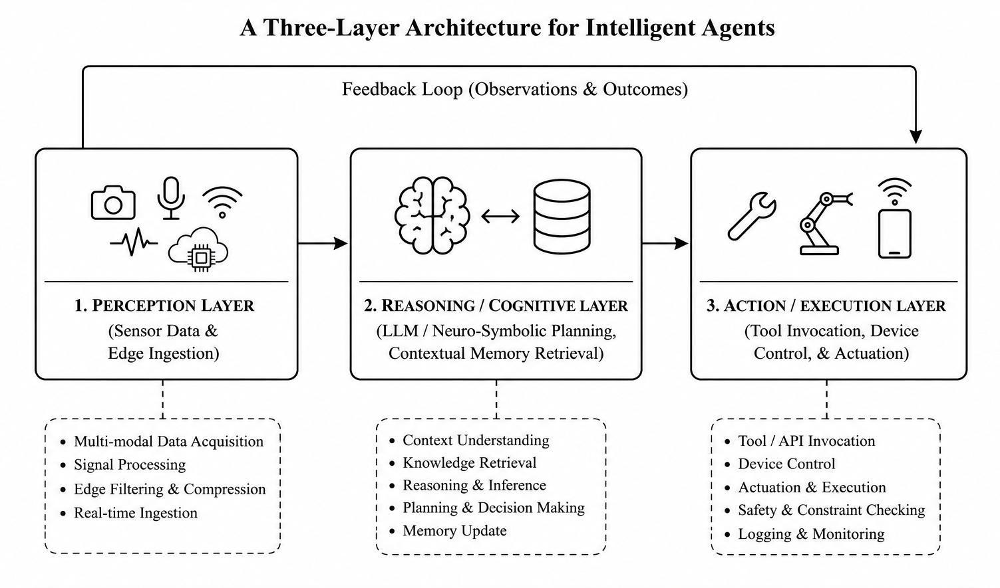 A Three-Layer Architecture for Intelligent Agents
Feedback Loop (Observations & Outcomes)
1. PERCEPTION LAYER
(Sensor Data &
Edge Ingestion)
2. REASONING / COGNITIVE LAYER
(LLM / Neuro-Symbolic Planning,
Contextual Memory Retrieval)
3. ACTION / EXECUTION LAYER
(Tool Invocation, Device
Control, & Actuation)
• Multi-modal Data Acquisition
• Signal Processing
• Edge Filtering & Compression
• Real-time Ingestion
• Context Understanding
• Knowledge Retrieval
• Reasoning & Inference
• Planning & Decision Making
• Memory Update
• Tool / API Invocation
• Device Control
• Actuation & Execution
• Safety & Constraint Checking
• Logging & Monitoring